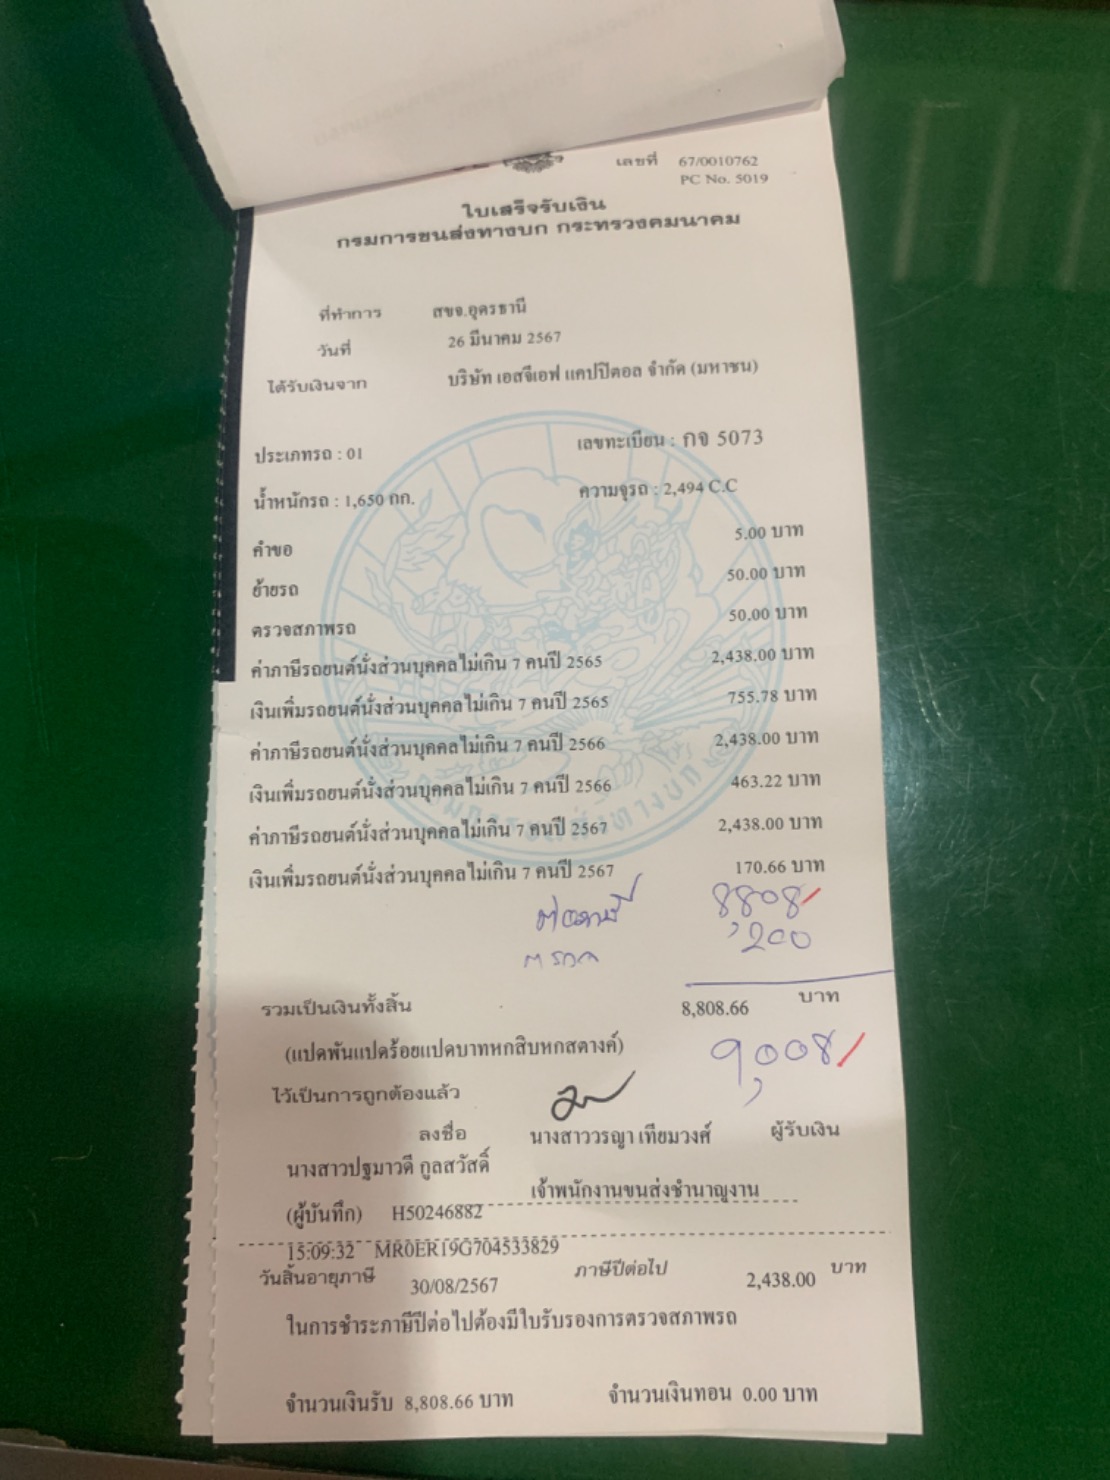 เลขที่ 67/0010762
PC No. 5019
ใบเสร็จรับเงิน
กรมการขนส่งทางบก กระทรวงคมนาคม
ที่ทำการ สขจ.อุดรธานี
วันที่ 26 มีนาคม 2567
ได้รับเงินจาก บริษัท เอสจีเอฟ แคปปิตอล จำกัด (มหาชน)
ประเภทรถ : 01 เลขทะเบียน : กจ 5073
น้ำหนักรถ : 1,650 กก. ความจุรถ : 2,494 C.C
คำขอ 5.00 บาท
ย้ายรถ 50.00 บาท
ตรวจสภาพรถ 50.00 บาท
ค่าภาษีรถยนต์นั่งส่วนบุคคลไม่เกิน 7 คนปี 2565 2,438.00 บาท
เงินเพิ่มรถยนต์นั่งส่วนบุคคลไม่เกิน 7 คนปี 2565 755.78 บาท
ค่าภาษีรถยนต์นั่งส่วนบุคคลไม่เกิน 7 คนปี 2566 2,438.00 บาท
เงินเพิ่มรถยนต์นั่งส่วนบุคคลไม่เกิน 7 คนปี 2566 463.22 บาท
ค่าภาษีรถยนต์นั่งส่วนบุคคลไม่เกิน 7 คนปี 2567 2,438.00 บาท
เงินเพิ่มรถยนต์นั่งส่วนบุคคลไม่เกิน 7 คนปี 2567 170.66 บาท
กรมการขนส่งทางบก
ต่อภาษี 8,808
ตรวจ 200
รวมเป็นเงินทั้งสิ้น 8,808.66 บาท
(แปดพันแปดร้อยแปดบาทหกสิบหกสตางค์) 9,008
ไว้เป็นการถูกต้องแล้ว
ลงชื่อ นางสาววรญา เทียมวงศ์ ผู้รับเงิน
นางสาวปฐมาวดี กูลสวัสดิ์
เจ้าพนักงานขนส่งชำนาญงาน
(ผู้บันทึก) H50246882
15:09:32 MR0ER19G704533829
วันสิ้นอายุภาษี 30/08/2567 ภาษีปีต่อไป 2,438.00 บาท
ในการชำระภาษีปีต่อไปต้องมีใบรับรองการตรวจสภาพรถ
จำนวนเงินรับ 8,808.66 บาท จำนวนเงินทอน 0.00 บาท